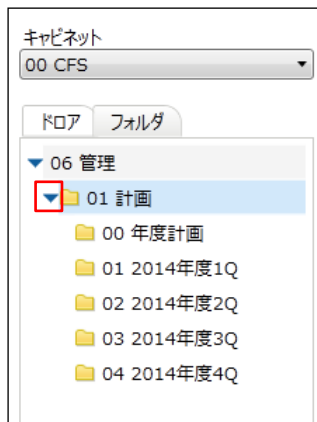 キャビネット
00 CFS
ドロア フォルダ
06 管理
01 計画
00 年度計画
01 2014年度1Q
02 2014年度2Q
03 2014年度3Q
04 2014年度4Q